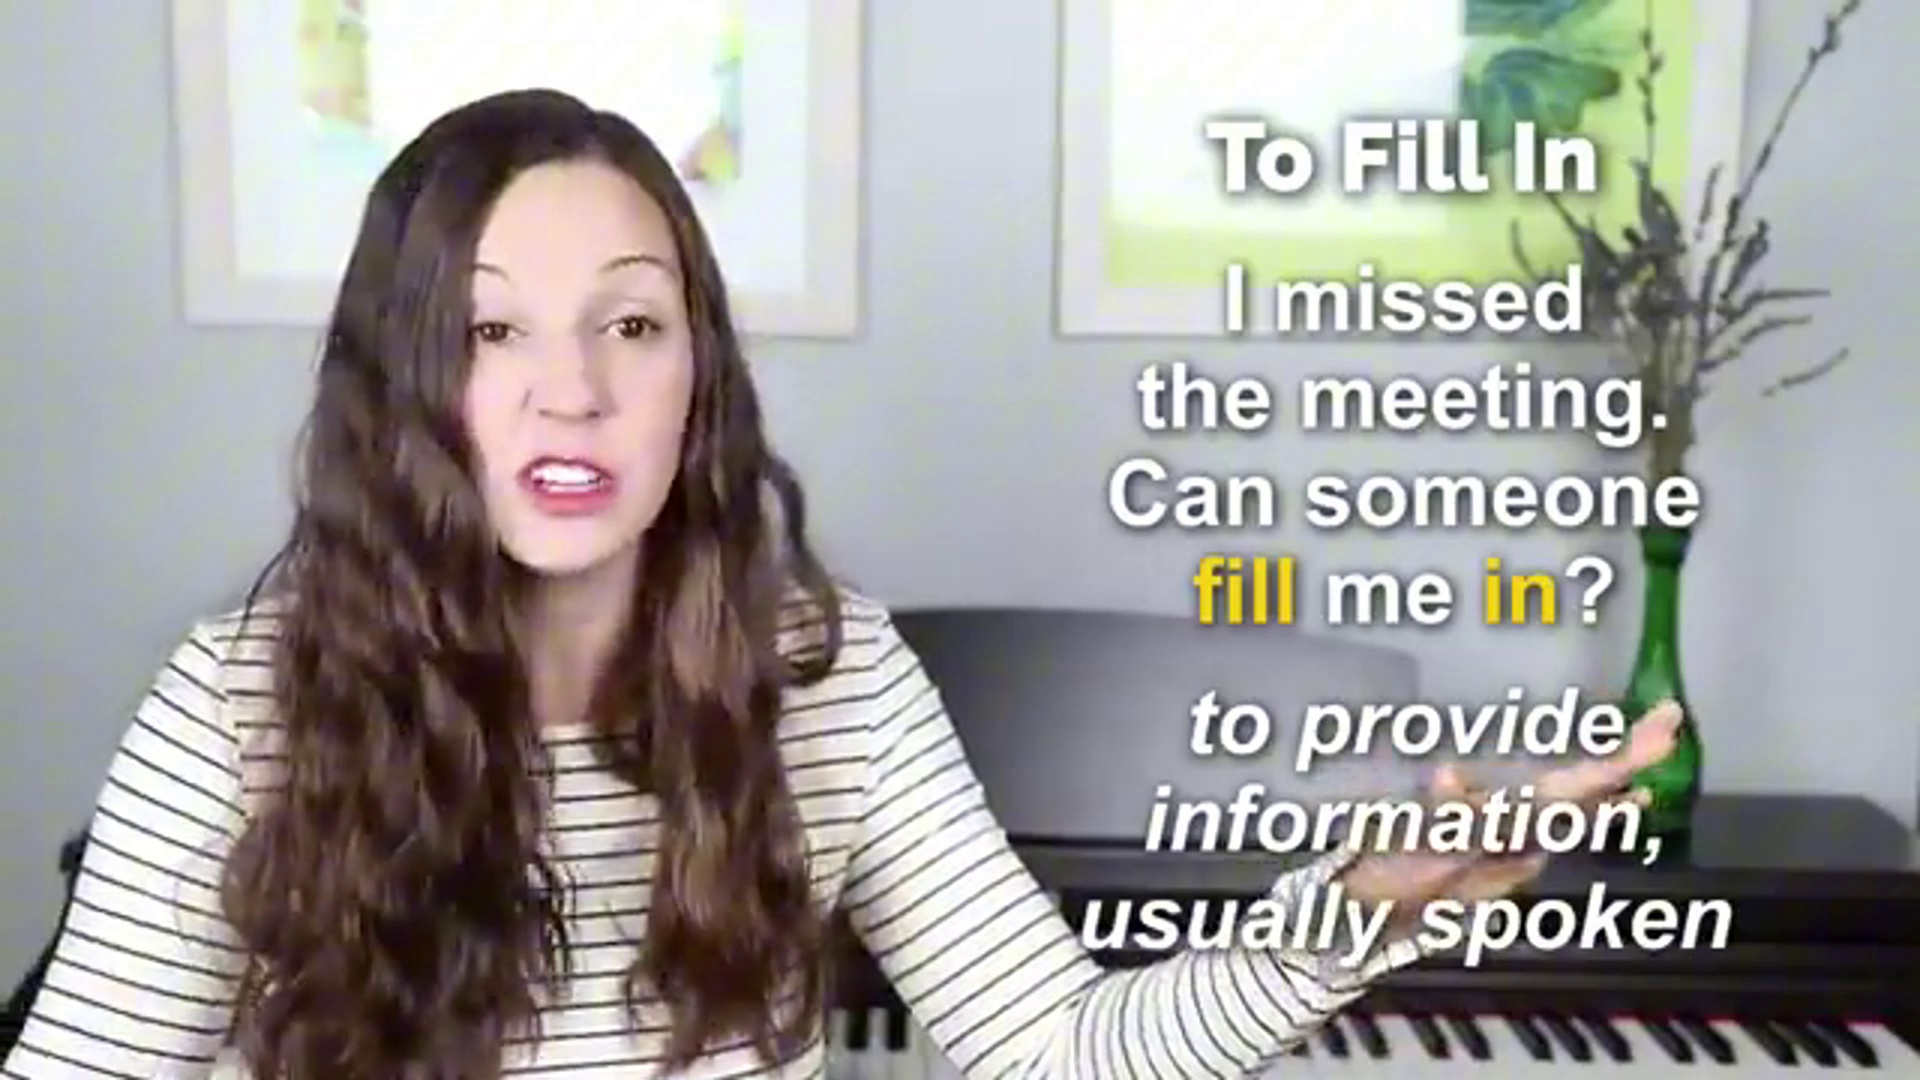 To Fill In
I missed
the meeting.
Can someone
fill me in?
to provide
information,
usually spoken